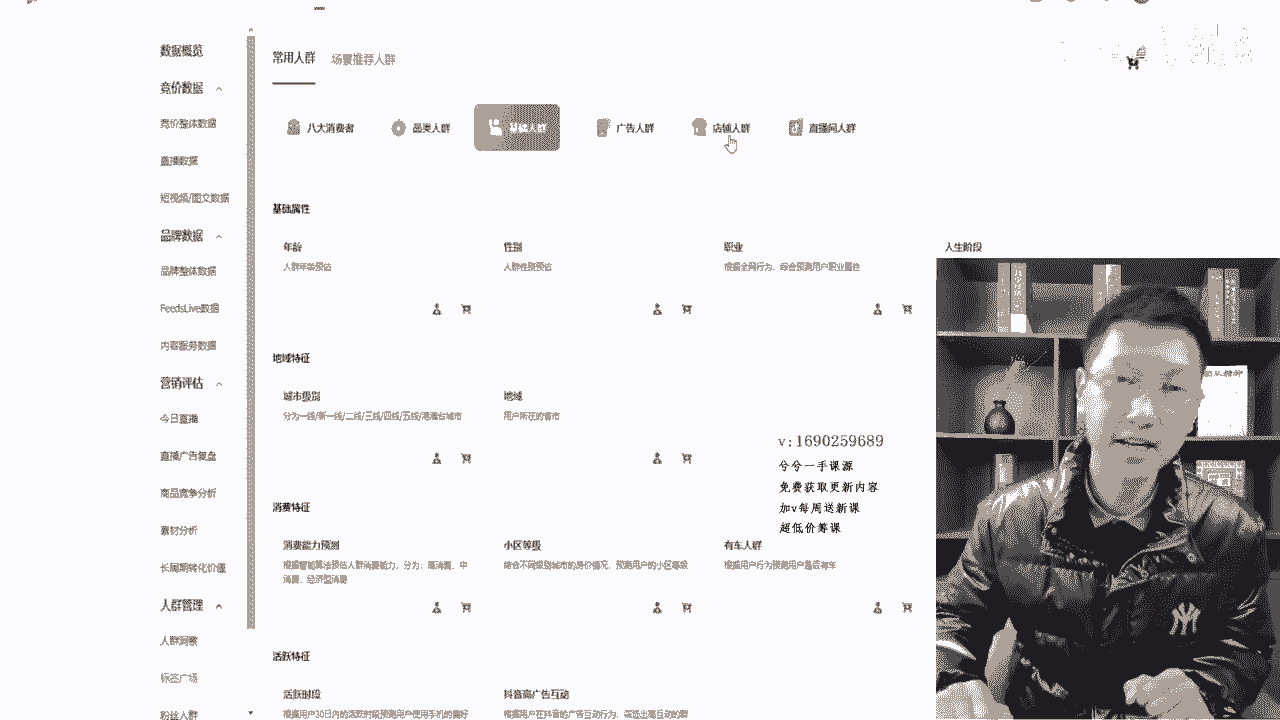 数据概览
竞价数据
竞价整体数据
直播数据
短视频/图文数据
品牌数据
品牌整体数据
FeedsLive数据
内容服务数据
营销评估
今日直播
直播广告复盘
商品竞争分析
素材分析
长周期转化价值
人群管理
人群洞察
标签广场
粉丝人群
常用人群 场景推荐人群
八大消费者 品类人群 基础人群 广告人群 店铺人群 直播间人群
基础属性
年龄 性别 职业 人生阶段
人群年龄预估 人群性别预估 根据全网行为，综合预测用户职业属性
地域特征
城市级别 地域
分为一线/新一线/二线/三线/四线/五线/港澳台城市 用户所在的省市
消费特征
消费能力预测 小区等级 有车人群
根据智能算法预估人群消费能力，分为：高消费、中 结合不同级别城市的房价情况，预测用户的小区等级 根据用户行为预测用户是否有车
消费、经济型消费
活跃特征
活跃时段 抖音高广告互动
根据用户30日内的活跃时段预测用户使用手机的偏好 根据用户在抖音的广告互动行为，筛选出高互动的群
v:1690259689
兮兮一手课源
免费获取更新内容
加v每周送新课
超低价筹课